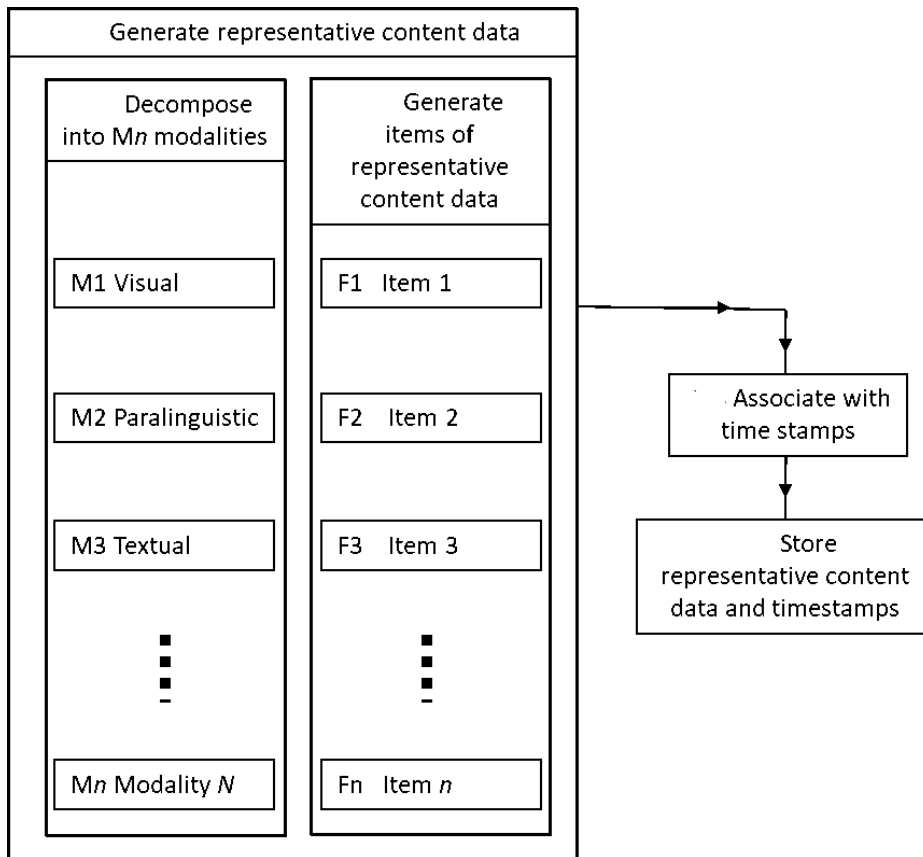 Generate representative content data
Decompose
into Mn modalities
Generate
items of
representative
content data
M1 Visual
F1 Item 1
M2 Paralinguistic
F2 Item 2
M3 Textual
F3 Item 3
Mn Modality N
Fn Item n
Associate with
time stamps
Store
representative content
data and timestamps